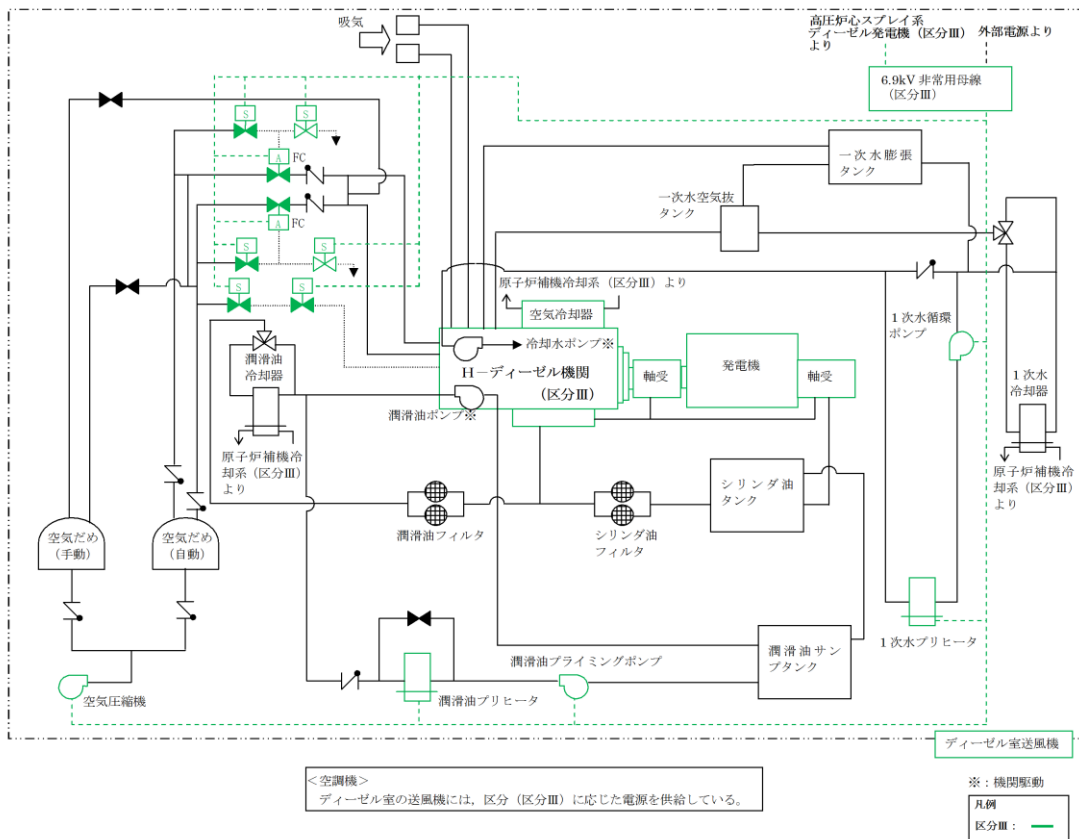 吸気
高圧炉心スプレイ系
ディーゼル発電機（区分Ⅲ）
より
外部電源より
6.9kV 非常用母線
（区分Ⅲ）
S
S
A
FC
A
FC
S
S
S
S
一次水膨張
タンク
一次水空気抜
タンク
原子炉補機冷却系（区分Ⅲ）より
空気冷却器
冷却水ポンプ※
H－ディーゼル機関
（区分Ⅲ）
潤滑油ポンプ※
軸受
発電機
軸受
1次水循環
ポンプ
1次水
冷却器
原子炉補機冷
却系（区分Ⅲ）
より
潤滑油
冷却器
原子炉補機冷
却系（区分Ⅲ）
より
潤滑油フィルタ
シリンダ油
フィルタ
シリンダ油
タンク
空気だめ
（手動）
空気だめ
（自動）
空気圧縮機
潤滑油プリヒータ
潤滑油プライミングポンプ
潤滑油サン
プタンク
1次水プリヒータ
ディーゼル室送風機
＜空調機＞
ディーゼル室の送風機には，区分（区分Ⅲ）に応じた電源を供給している。
※：機関駆動
凡例
区分Ⅲ：